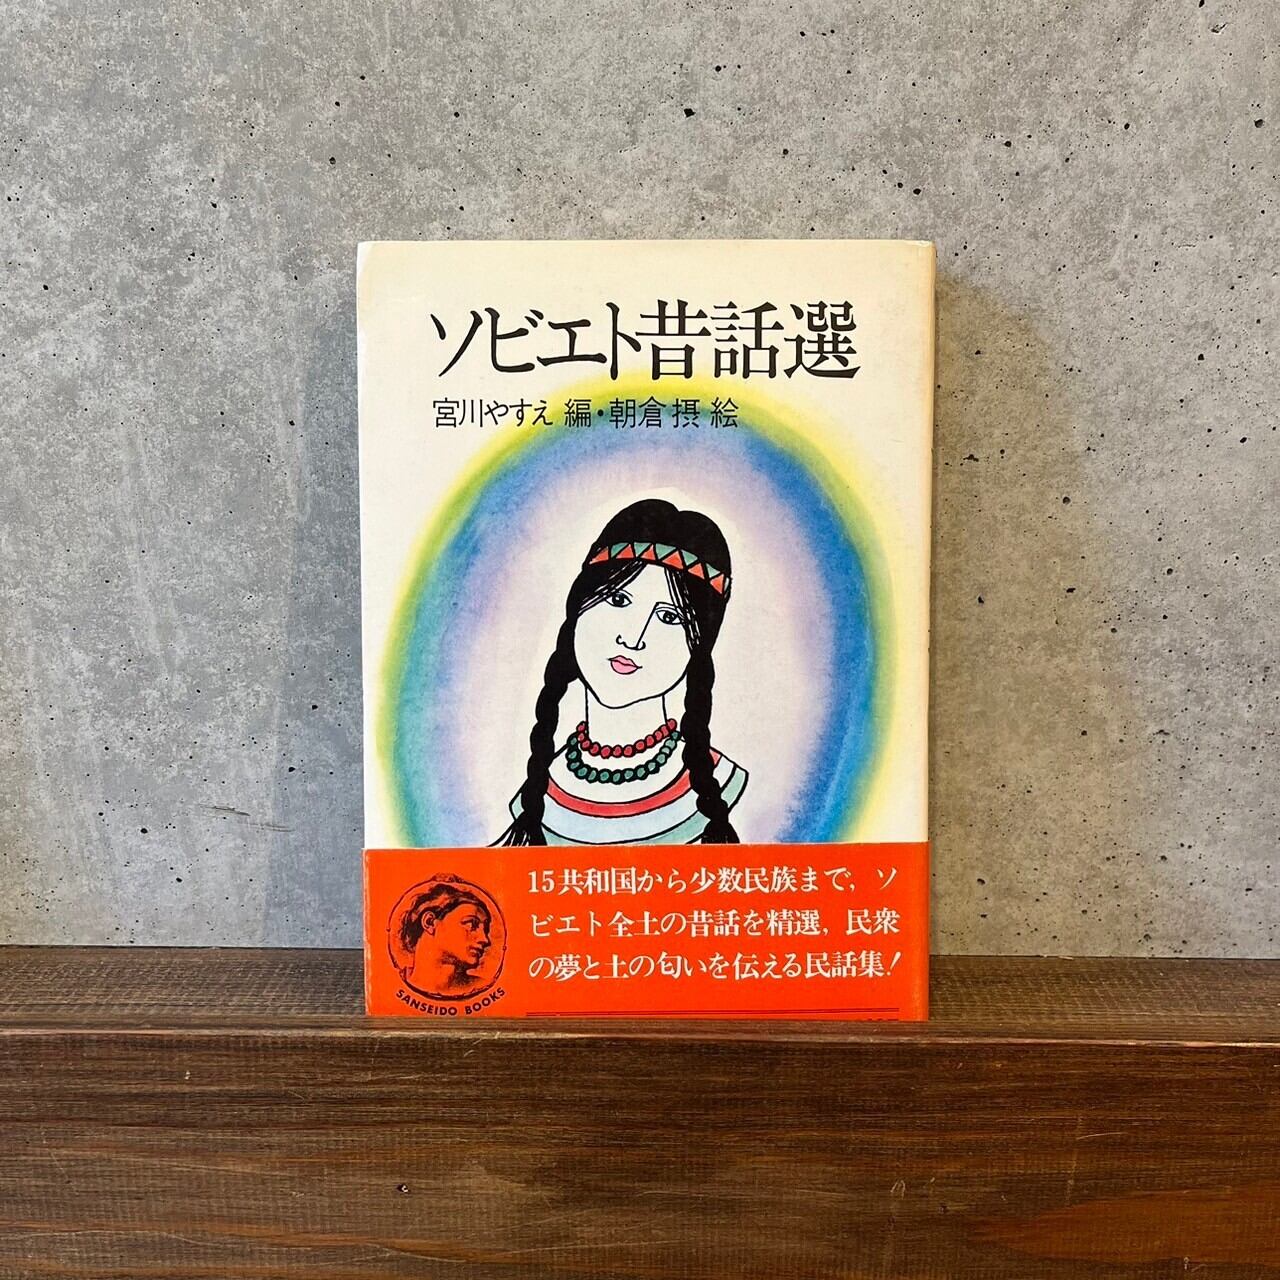 ソビエト昔話選
宮川やすえ 編・朝倉 摂 絵
15共和国から少数民族まで，ソ
ビエト全土の昔話を精選，民衆
の夢と土の匂いを伝える民話集！
SANSEIDO BOOKS